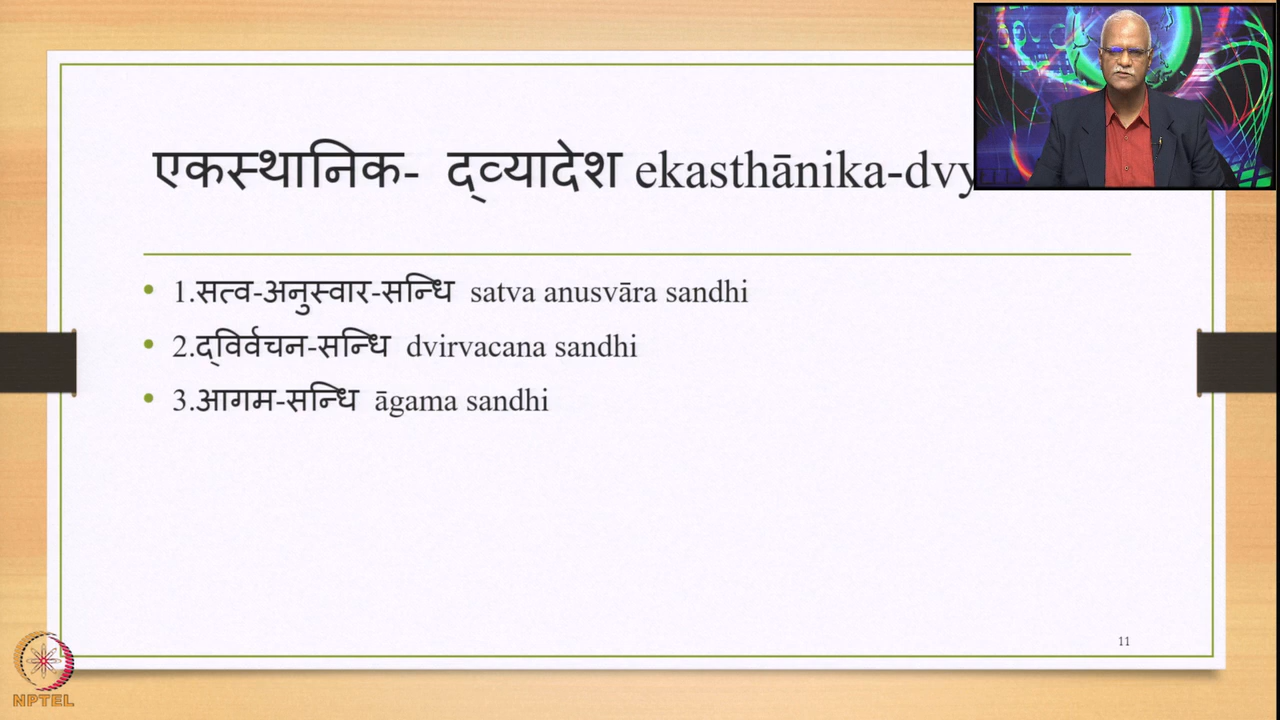 एकस्थानिक- द्व्यादेश ekasthānika-dvy
• 1.सत्व-अनुस्वार-सन्धि satva anusvāra sandhi
• 2.द्विर्वचन-सन्धि dvirvacana sandhi
• 3.आगम-सन्धि āgama sandhi
11
NPTEL